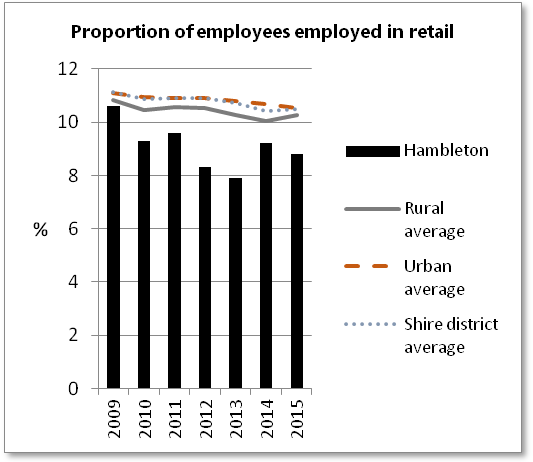 Proportion of employees employed in retail
12
10
8
6
4
2
0
%
2009
2010
2011
2012
2013
2014
2015
Hambleton
Rural
average
Urban
average
Shire district
average